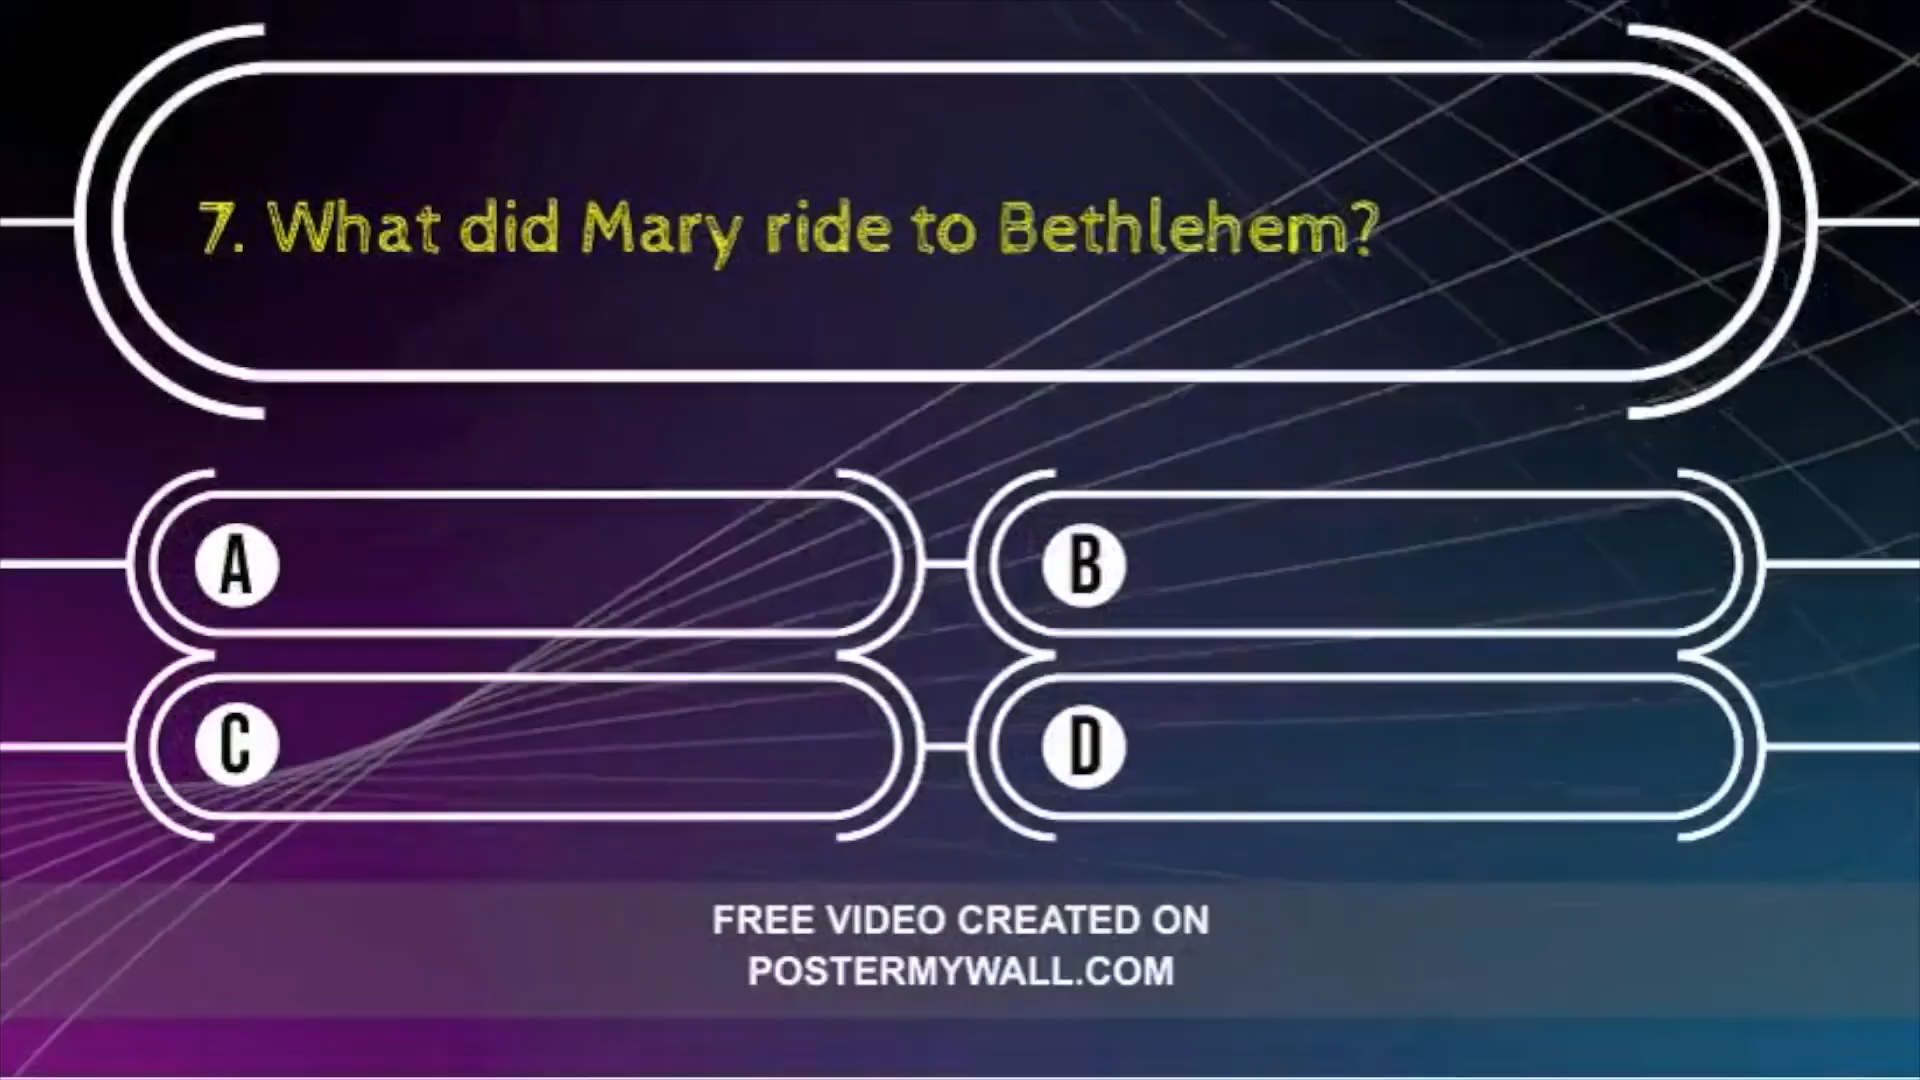 7. What did Mary ride to Bethlehem?
A
B
C
D
FREE VIDEO CREATED ON
POSTERMYWALL.COM